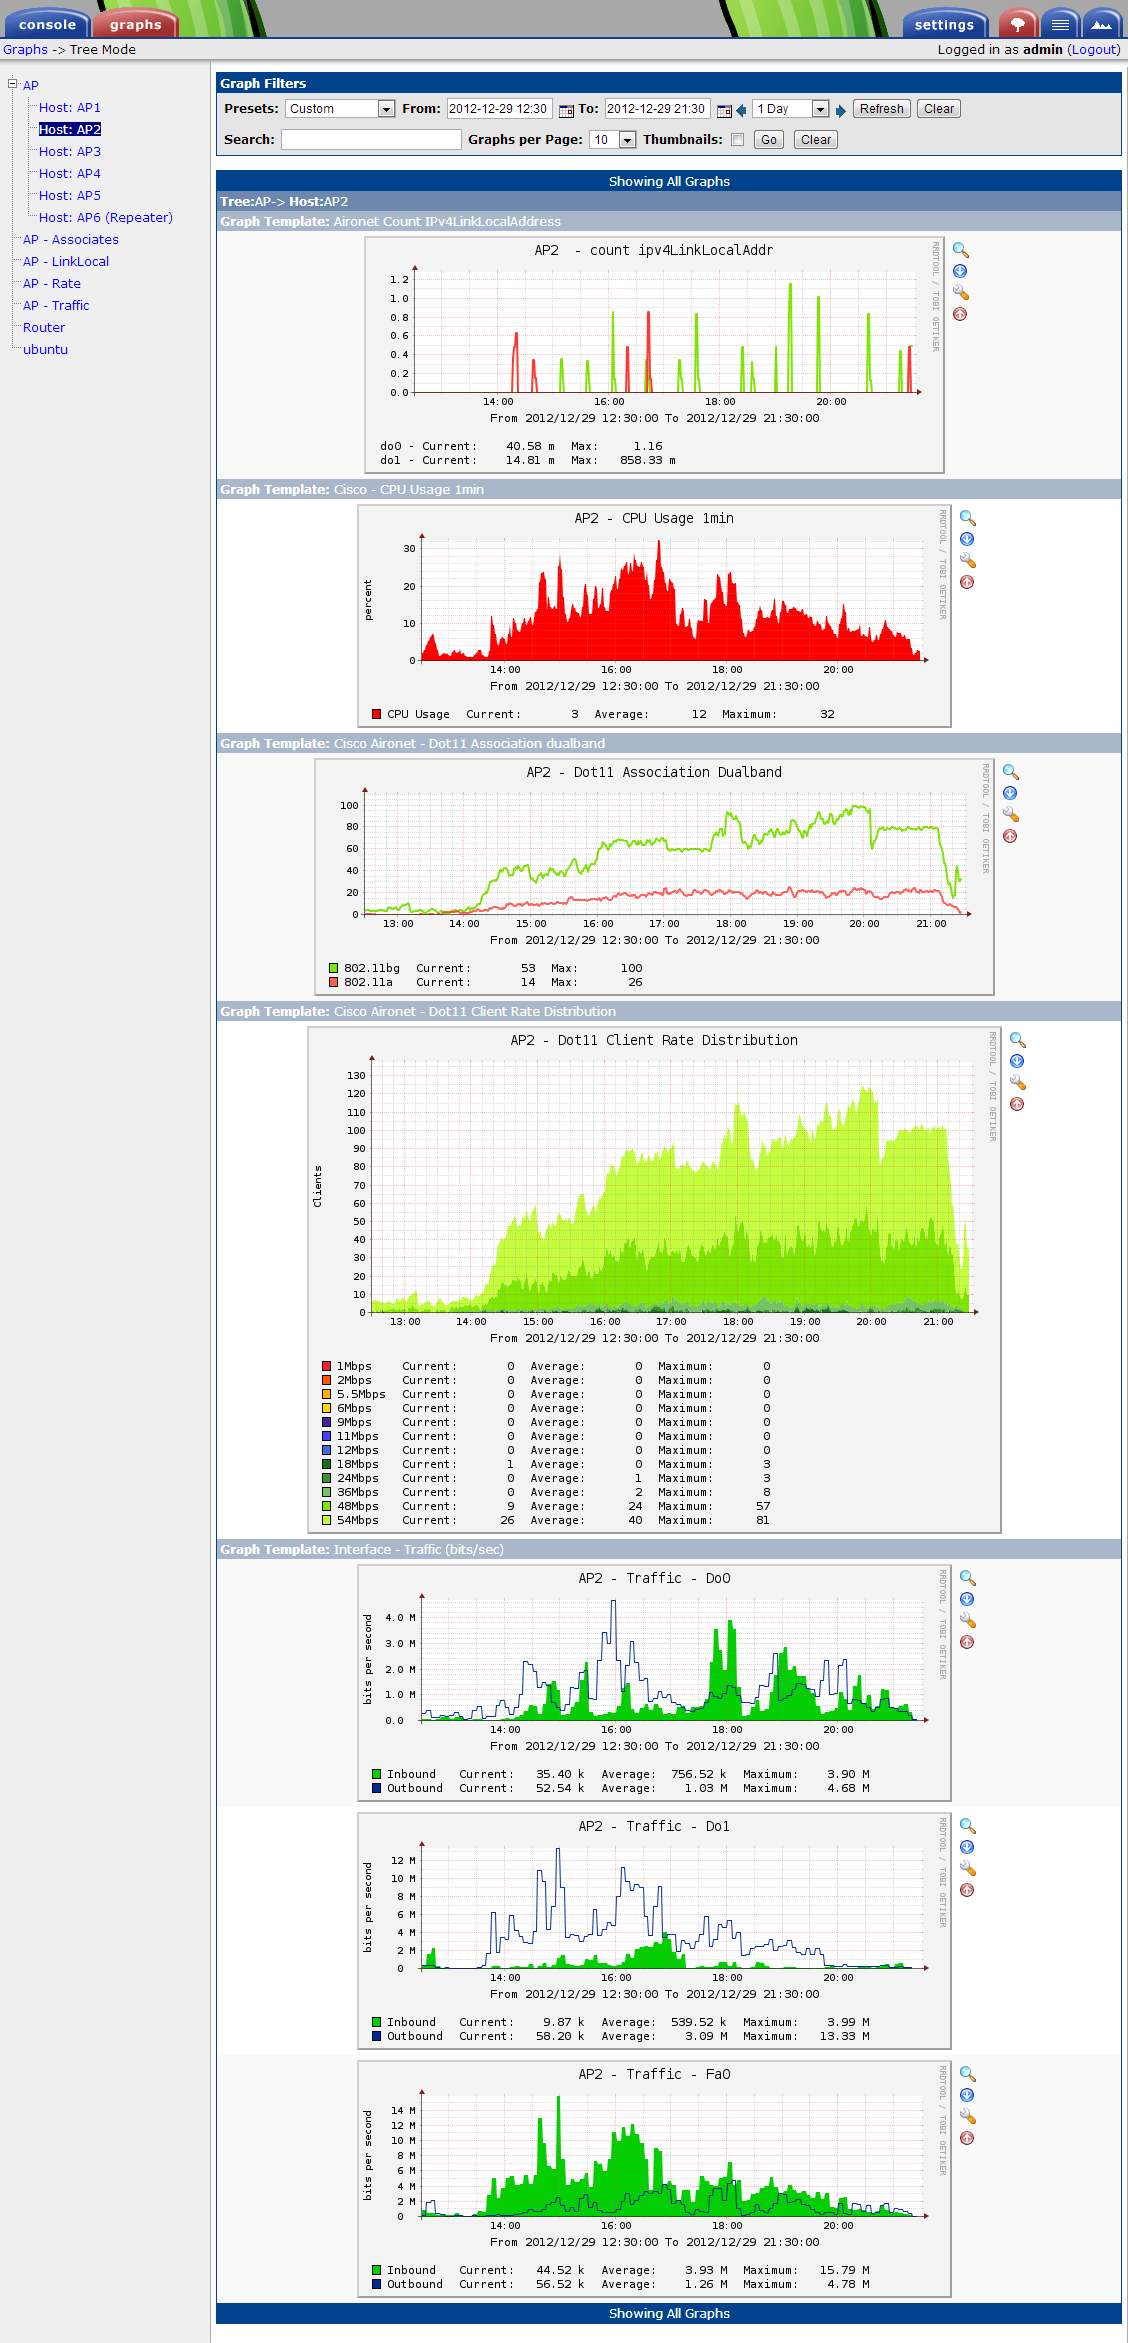 console graphs settings
Graphs -> Tree Mode Logged in as admin (Logout)
AP
Host: AP1
Host: AP2
Host: AP3
Host: AP4
Host: AP5
Host: AP6 (Repeater)
AP - Associates
AP - LinkLocal
AP - Rate
AP - Traffic
Router
ubuntu
Graph Filters
Presets: Custom From: 2012-12-29 12:30 To: 2012-12-29 21:30 1 Day Refresh Clear
Search: Graphs per Page: 10 Thumbnails: Go Clear
Showing All Graphs
Tree:AP-> Host:AP2
Graph Template: Aironet Count IPv4LinkLocalAddress
AP2 - count ipv4LinkLocalAddr
RRDTOOL / TOBI OETIKER
1.2
1.0
0.8
0.6
0.4
0.2
0.0
14:00 16:00 18:00 20:00
From 2012/12/29 12:30:00 To 2012/12/29 21:30:00
do0 - Current: 40.58 m Max: 1.16
do1 - Current: 14.81 m Max: 858.33 m
Graph Template: Cisco - CPU Usage 1min
AP2 - CPU Usage 1min
RRDTOOL / TOBI OETIKER
percent
30
20
10
0
14:00 16:00 18:00 20:00
From 2012/12/29 12:30:00 To 2012/12/29 21:30:00
CPU Usage Current: 3 Average: 12 Maximum: 32
Graph Template: Cisco Aironet - Dot11 Association dualband
AP2 - Dot11 Association Dualband
RRDTOOL / TOBI OETIKER
100
80
60
40
20
0
13:00 14:00 15:00 16:00 17:00 18:00 19:00 20:00 21:00
From 2012/12/29 12:30:00 To 2012/12/29 21:30:00
802.11bg Current: 53 Max: 100
802.11a Current: 14 Max: 26
Graph Template: Cisco Aironet - Dot11 Client Rate Distribution
AP2 - Dot11 Client Rate Distribution
RRDTOOL / TOBI OETIKER
Clients
130
120
110
100
90
80
70
60
50
40
30
20
10
0
13:00 14:00 15:00 16:00 17:00 18:00 19:00 20:00 21:00
From 2012/12/29 12:30:00 To 2012/12/29 21:30:00
1Mbps Current: 0 Average: 0 Maximum: 0
2Mbps Current: 0 Average: 0 Maximum: 0
5.5Mbps Current: 0 Average: 0 Maximum: 0
6Mbps Current: 0 Average: 0 Maximum: 0
9Mbps Current: 0 Average: 0 Maximum: 0
11Mbps Current: 0 Average: 0 Maximum: 0
12Mbps Current: 0 Average: 0 Maximum: 0
18Mbps Current: 1 Average: 0 Maximum: 3
24Mbps Current: 0 Average: 1 Maximum: 3
36Mbps Current: 0 Average: 2 Maximum: 8
48Mbps Current: 9 Average: 24 Maximum: 57
54Mbps Current: 26 Average: 40 Maximum: 81
Graph Template: Interface - Traffic (bits/sec)
AP2 - Traffic - Do0
RRDTOOL / TOBI OETIKER
bits per second
4.0 M
3.0 M
2.0 M
1.0 M
0.0
14:00 16:00 18:00 20:00
From 2012/12/29 12:30:00 To 2012/12/29 21:30:00
Inbound Current: 35.40 k Average: 756.52 k Maximum: 3.90 M
Outbound Current: 52.54 k Average: 1.03 M Maximum: 4.68 M
AP2 - Traffic - Do1
RRDTOOL / TOBI OETIKER
bits per second
12 M
10 M
8 M
6 M
4 M
2 M
0
14:00 16:00 18:00 20:00
From 2012/12/29 12:30:00 To 2012/12/29 21:30:00
Inbound Current: 9.87 k Average: 539.52 k Maximum: 3.99 M
Outbound Current: 58.20 k Average: 3.09 M Maximum: 13.33 M
AP2 - Traffic - Fa0
RRDTOOL / TOBI OETIKER
bits per second
14 M
12 M
10 M
8 M
6 M
4 M
2 M
0
14:00 16:00 18:00 20:00
From 2012/12/29 12:30:00 To 2012/12/29 21:30:00
Inbound Current: 44.52 k Average: 3.93 M Maximum: 15.79 M
Outbound Current: 56.52 k Average: 1.26 M Maximum: 4.78 M
Showing All Graphs